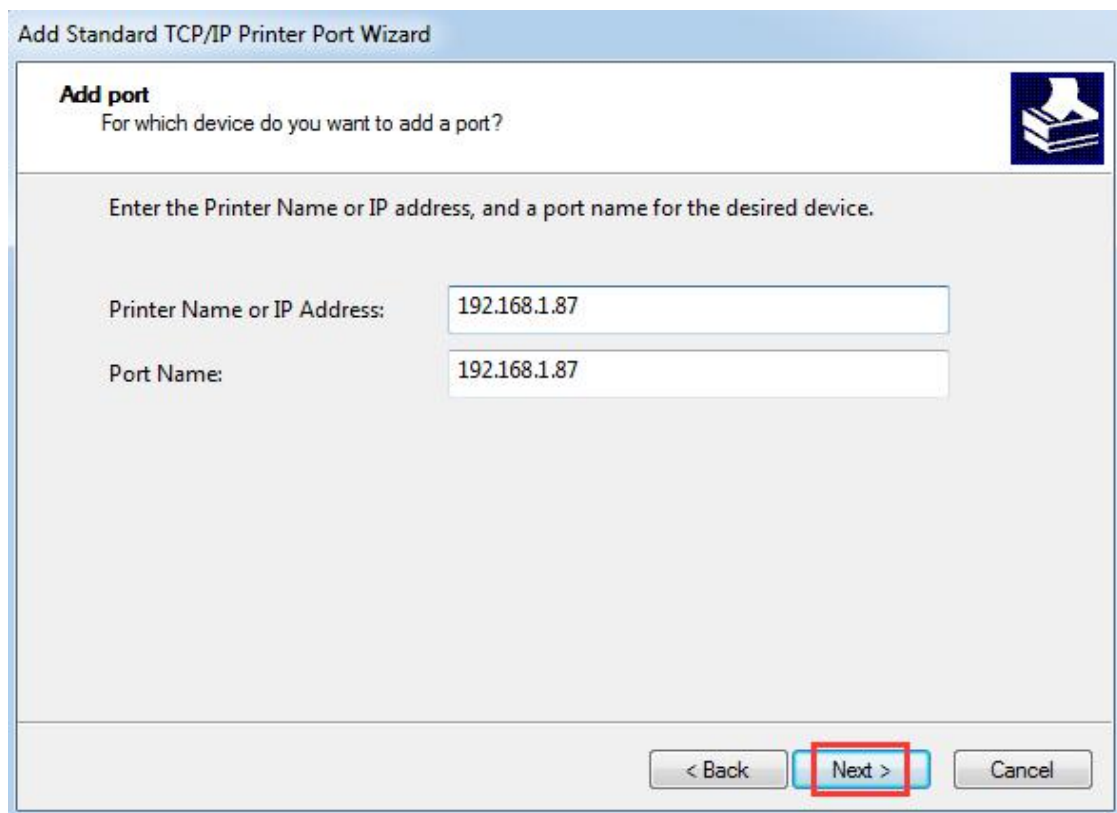 Add Standard TCP/IP Printer Port Wizard
Add port
For which device do you want to add a port?
Enter the Printer Name or IP address, and a port name for the desired device.
Printer Name or IP Address: 192.168.1.87
Port Name: 192.168.1.87
< Back Next > Cancel